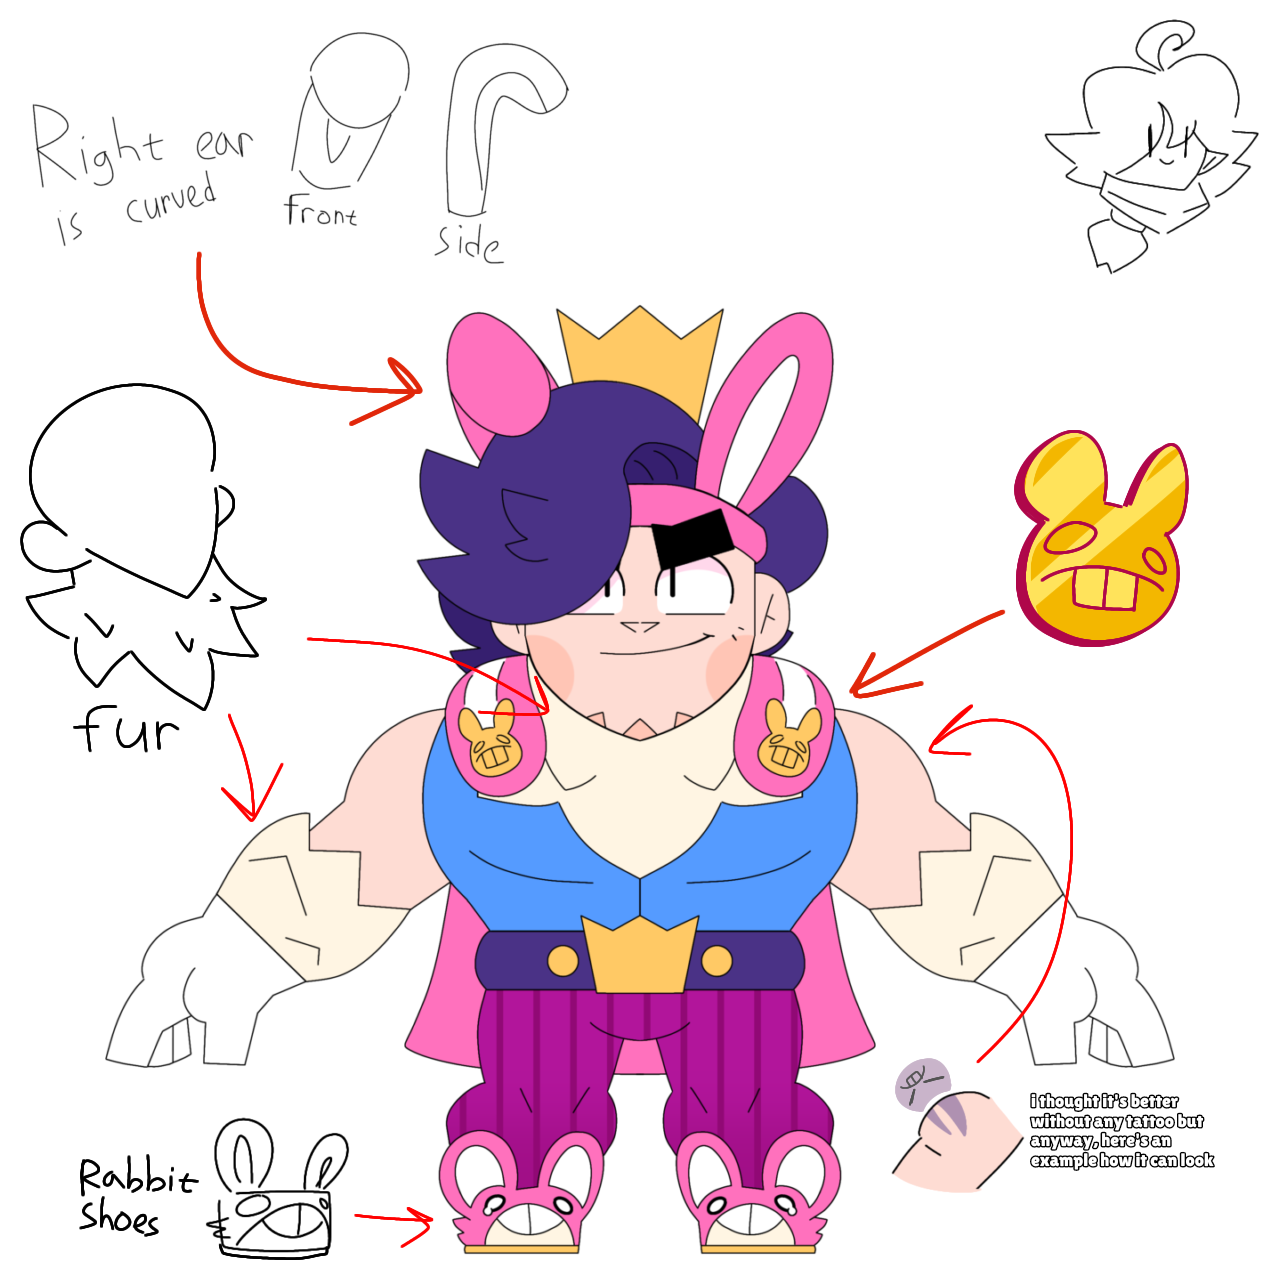 Right ear
is curved
front
side
fur
Rabbit
Shoes
i thought it's better
without any tattoo but
anyway, here's an
example how it can look